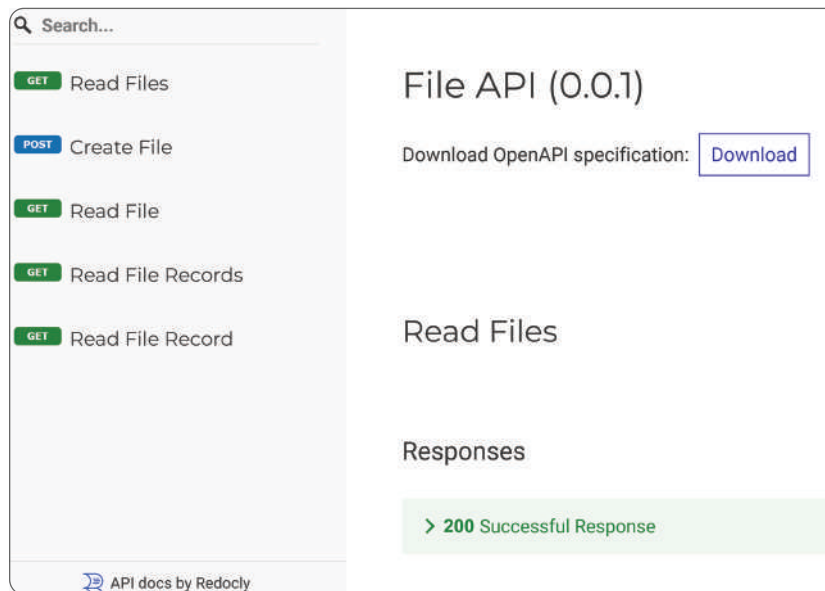 Search...
GET Read Files
POST Create File
GET Read File
GET Read File Records
GET Read File Record
API docs by Redocly
File API (0.0.1)
Download OpenAPI specification: Download
Read Files
Responses
> 200 Successful Response